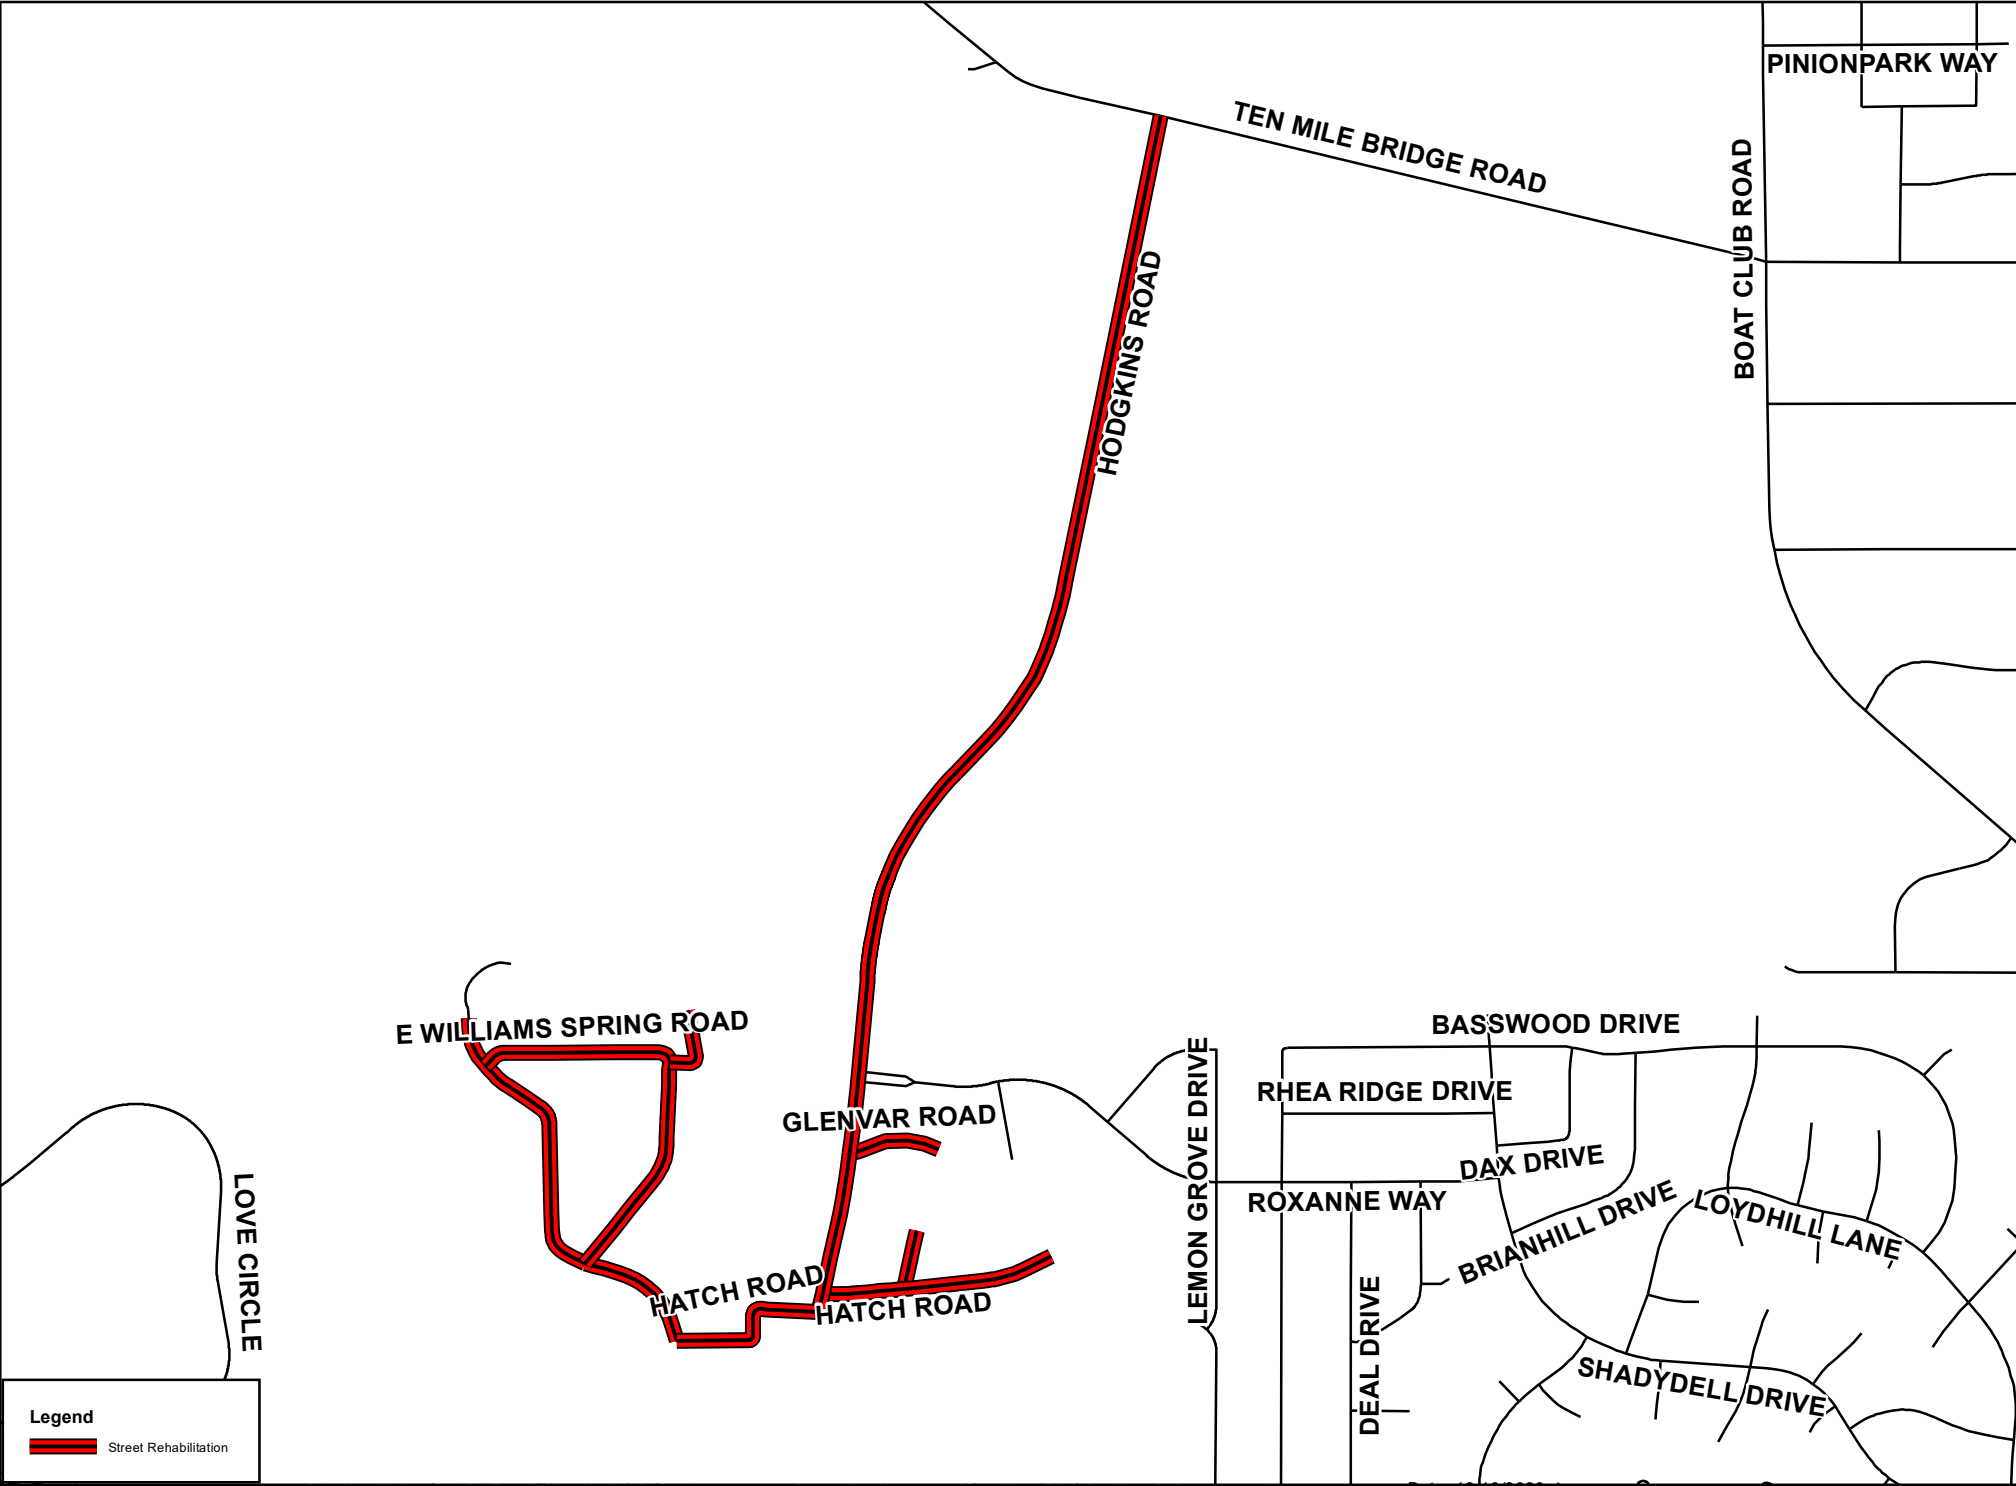 PINIONPARK WAY
TEN MILE BRIDGE ROAD
BOAT CLUB ROAD
HODGKINS ROAD
E WILLIAMS SPRING ROAD
BASSWOOD DRIVE
RHEA RIDGE DRIVE
GLENVAR ROAD
LEMON GROVE DRIVE
DAX DRIVE
ROXANNE WAY
BRIANHILL DRIVE
LOYDHILL LANE
LOVE CIRCLE
HATCH ROAD
HATCH ROAD
DEAL DRIVE
SHADYDELL DRIVE
Legend
Street Rehabilitation